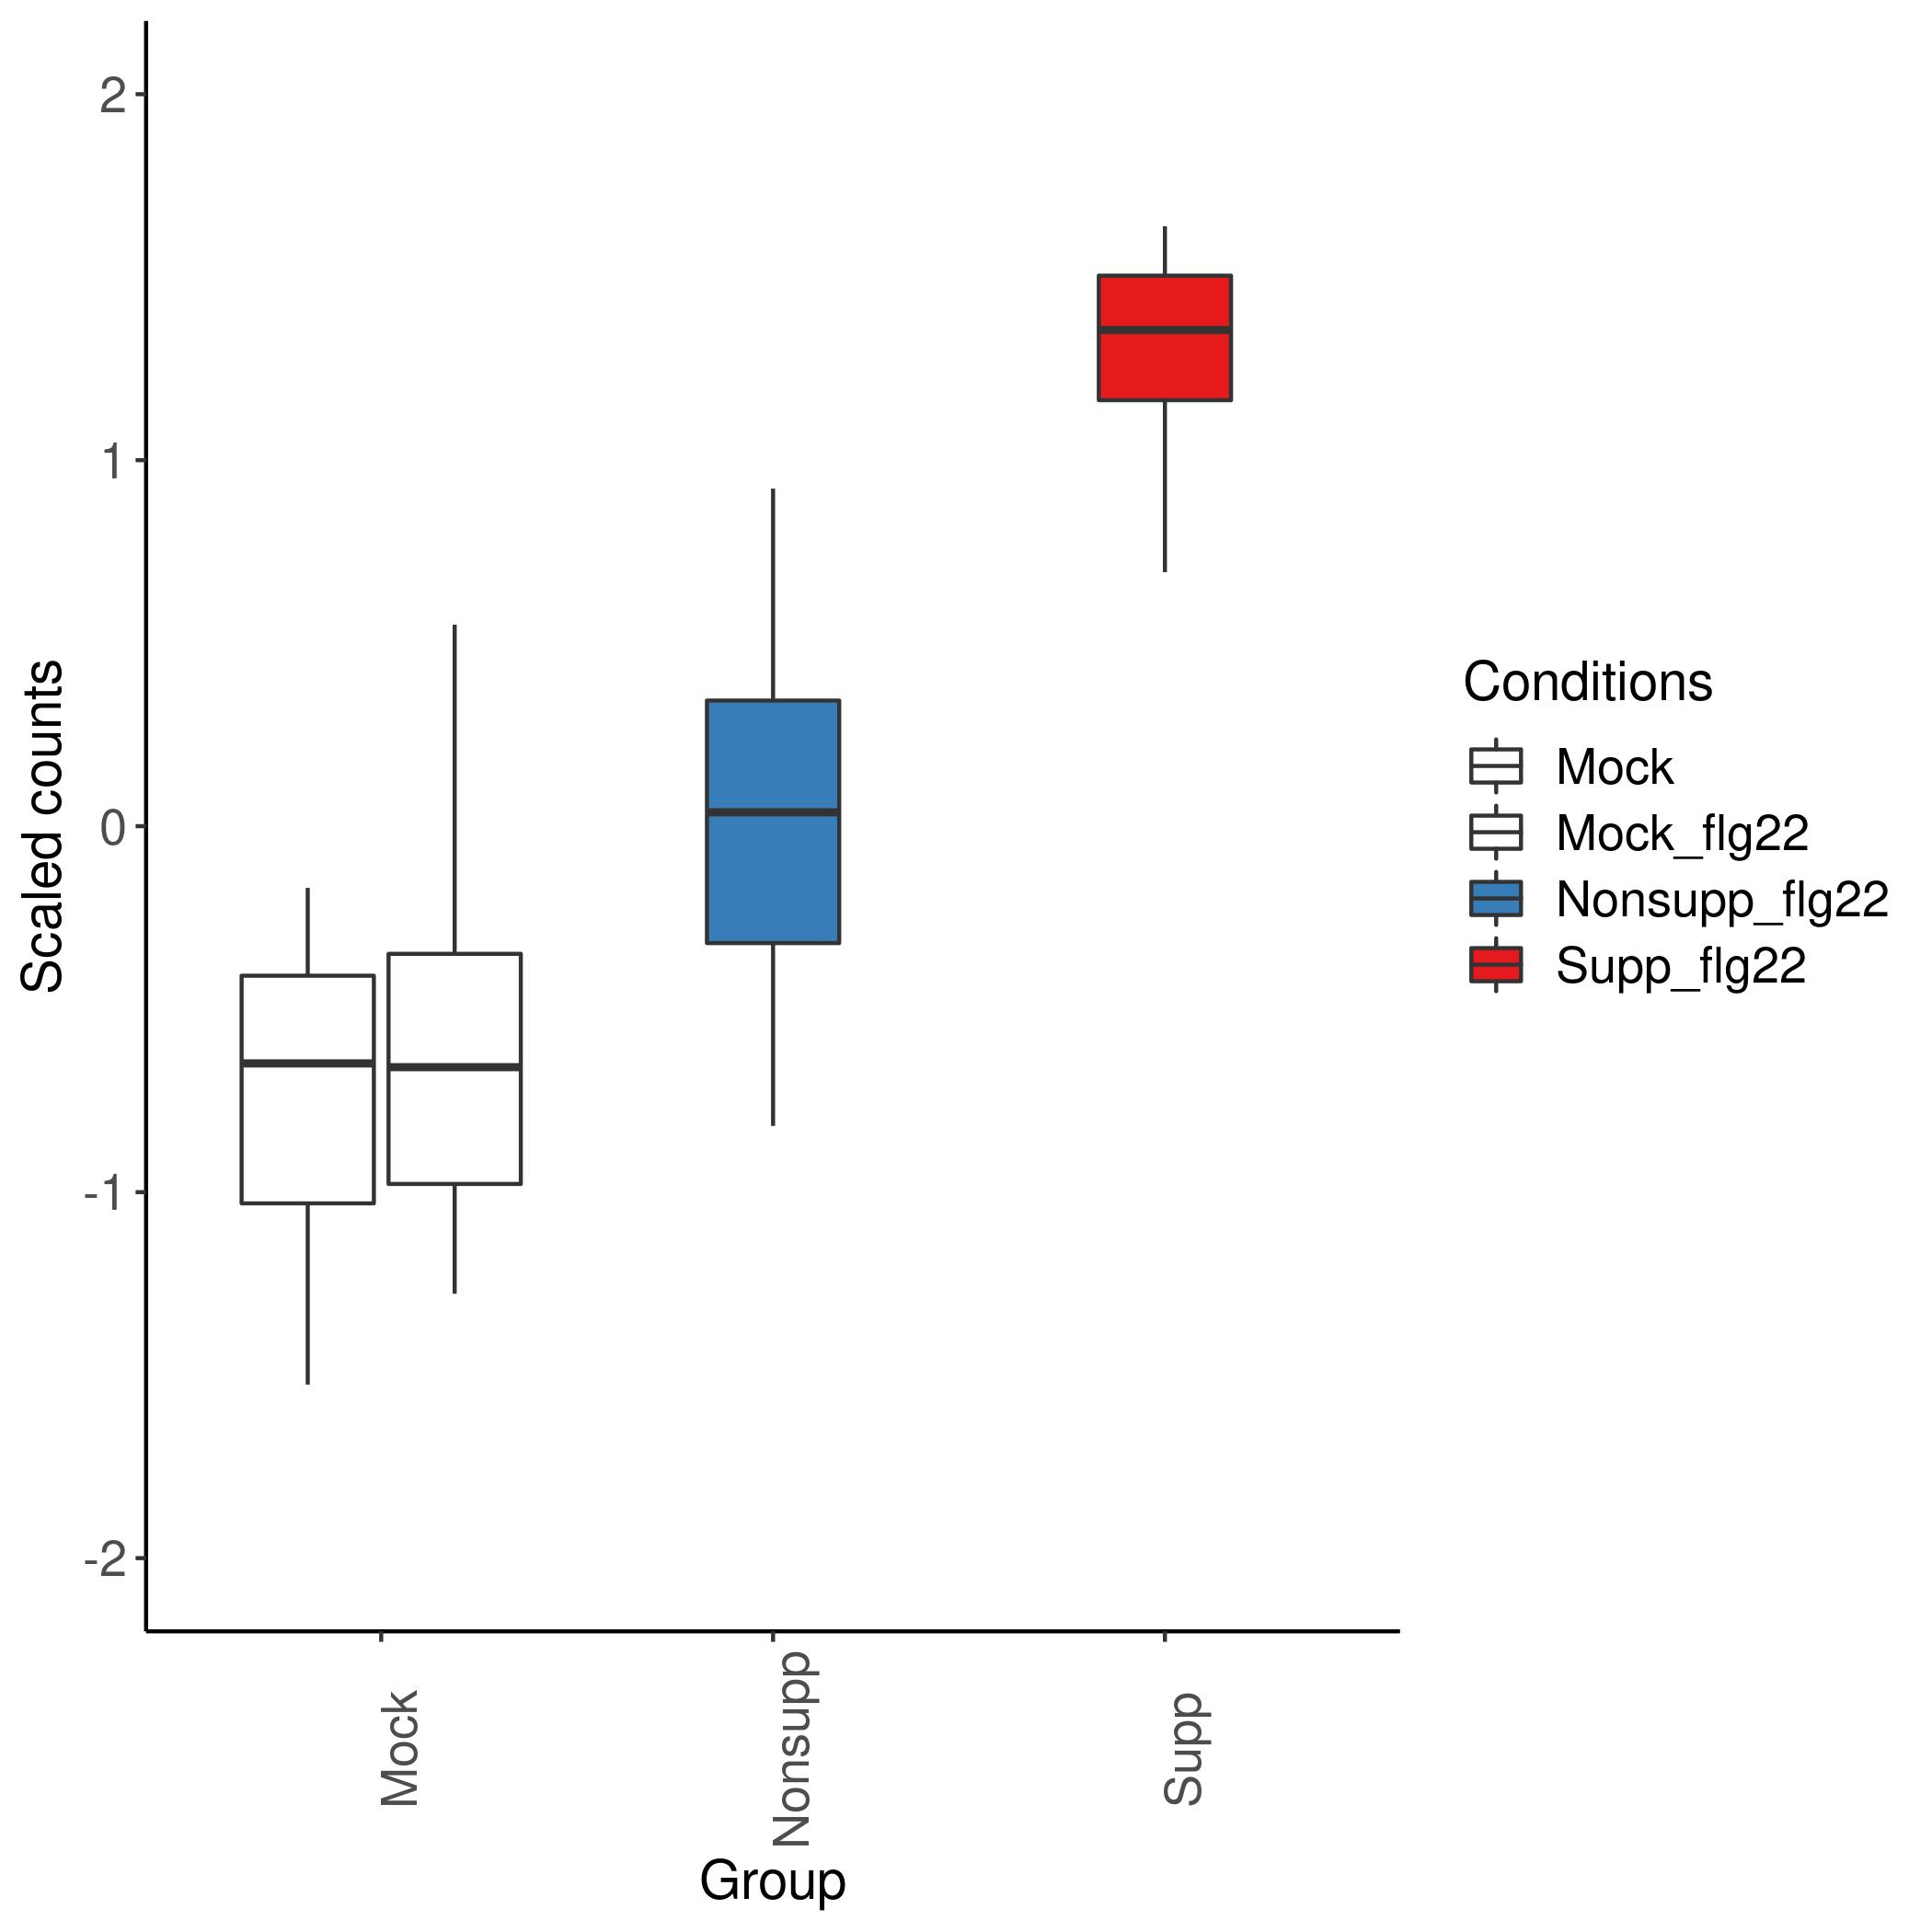 Scaled counts
2
1
0
-1
-2
Mock
Nonsupp
Supp
Group
Conditions
Mock
Mock_flg22
Nonsupp_flg22
Supp_flg22